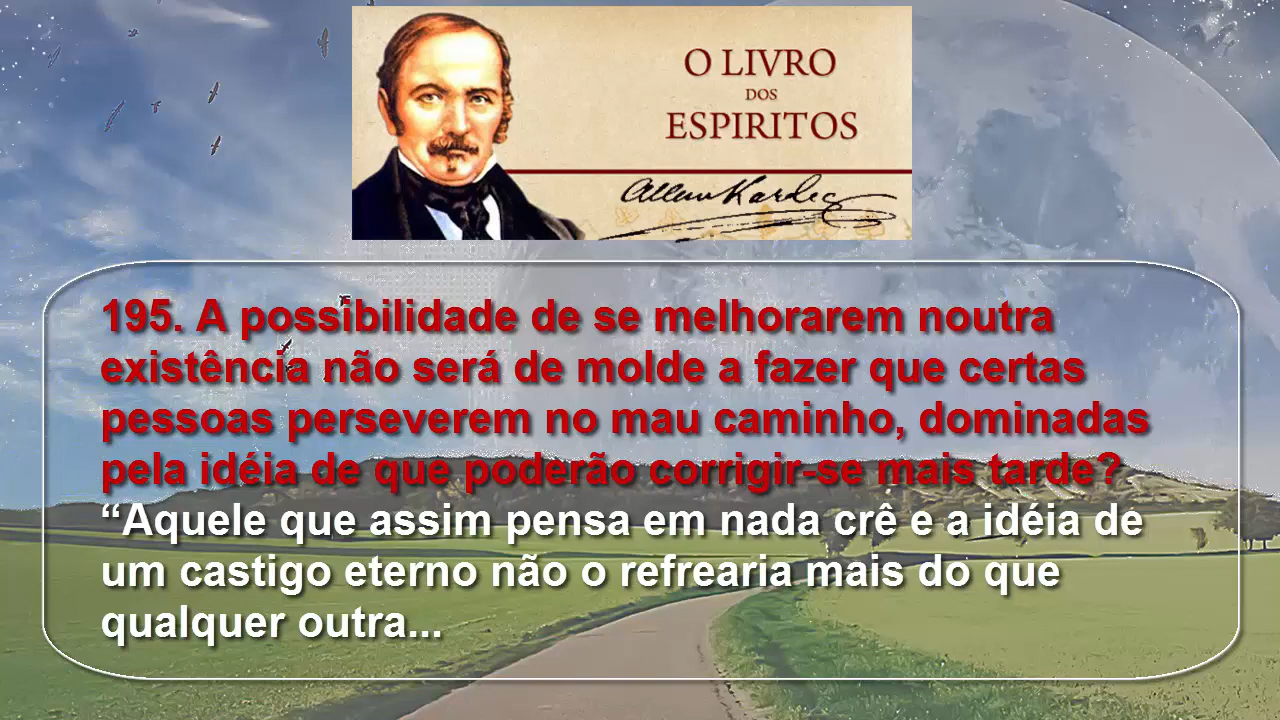 O LIVRO
DOS
ESPIRITOS
Allan Kardec
195. A possibilidade de se melhorarem noutra
existência não será de molde a fazer que certas
pessoas perseverem no mau caminho, dominadas
pela idéia de que poderão corrigir-se mais tarde?
“Aquele que assim pensa em nada crê e a idéia de
um castigo eterno não o refrearia mais do que
qualquer outra...